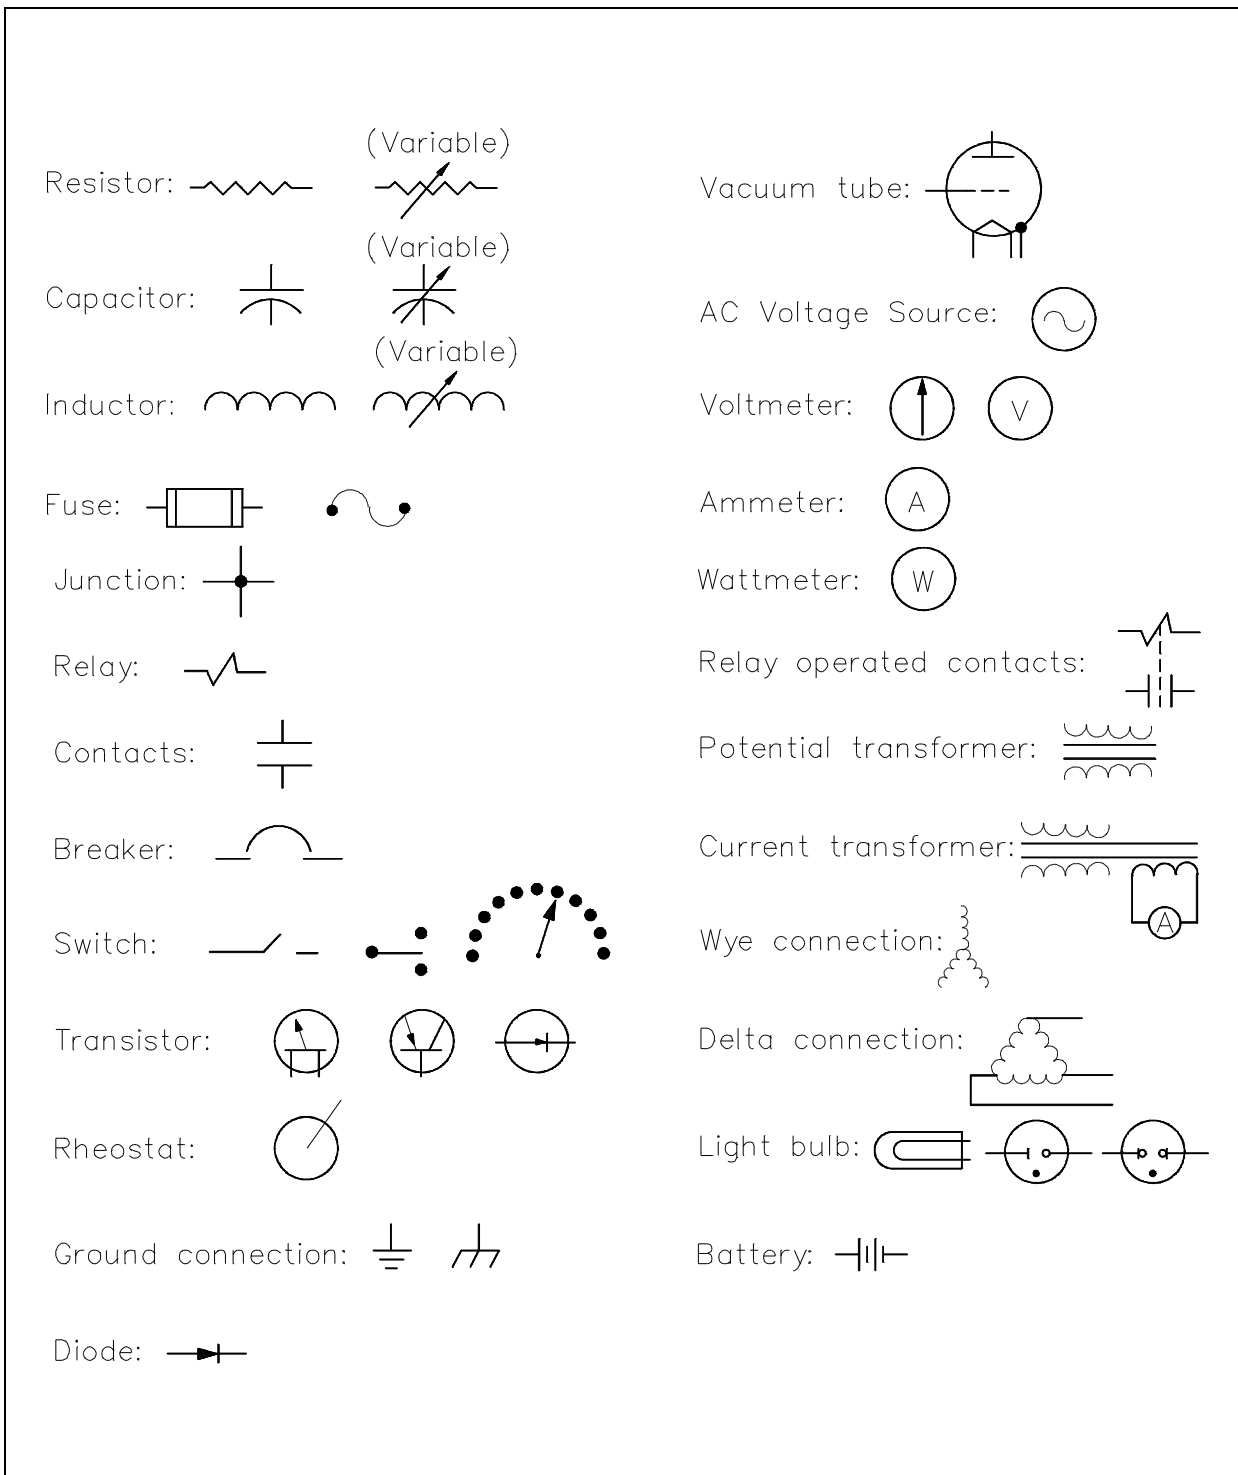 (Variable)
Resistor:
(Variable)
Capacitor:
(Variable)
Inductor:
Fuse:
Junction:
Relay:
Contacts:
Breaker:
Switch:
Transistor:
Rheostat:
Ground connection:
Diode:
Vacuum tube:
AC Voltage Source:
Voltmeter:
V
Ammeter:
A
Wattmeter:
W
Relay operated contacts:
Potential transformer:
Current transformer:
A
Wye connection:
Delta connection:
Light bulb:
Battery: